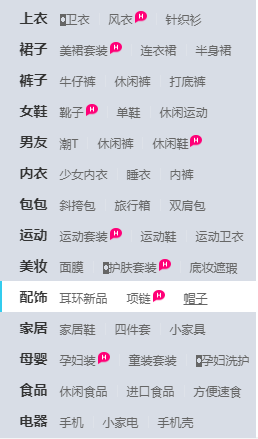 上衣 卫衣 风衣 H 针织衫
裙子 美裙套装 H 连衣裙 半身裙
裤子 牛仔裤 休闲裤 打底裤
女鞋 靴子 H 单鞋 休闲运动
男友 潮T 休闲裤 休闲鞋 H
内衣 少女内衣 睡衣 内裤
包包 斜挎包 旅行箱 双肩包
运动 运动套装 H 运动鞋 运动卫衣
美妆 面膜 护肤套装 H 底妆遮瑕
配饰 耳环新品 项链 H 帽子
家居 家居鞋 四件套 小家具
母婴 孕妇装 H 童装套装 孕妇洗护
食品 休闲食品 进口食品 方便速食
电器 手机 小家电 手机壳